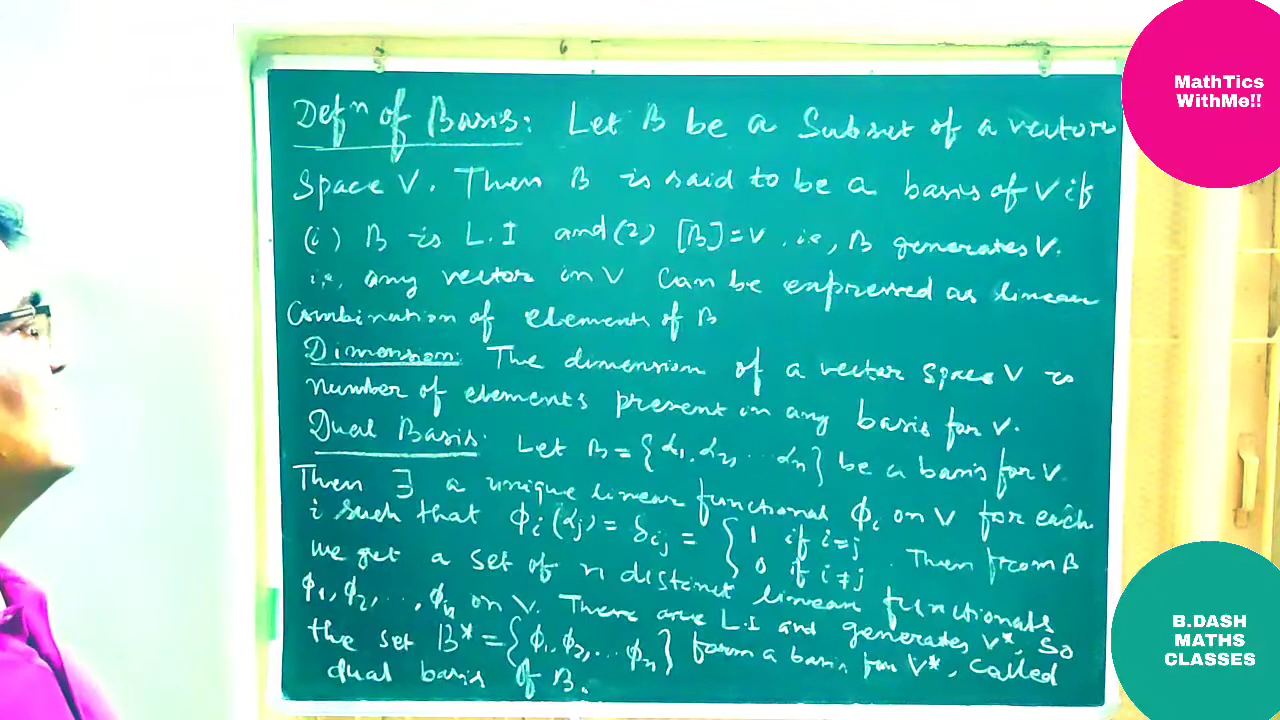 Defⁿ of Basis: Let B be a Subset of a vector
Space V. Then B is said to be a basis of V if
(i) B is L.I and (2) [B]=V. i.e, B generates V.
i.e. any vector in V can be expressed as linear
Combination of elements of B
Dimension: The dimension of a vector space V is
number of elements present in any basis for V.
Dual Basis: Let B = {α₁, α₂, ... αₙ} be a basis for V.
Then ∃ a unique linear functional ϕᵢ on V for each
i such that ϕᵢ(αⱼ) = δᵢⱼ = { 1 if i=j
0 if i≠j . Then from B
we get a set of n distinct linear functionals
ϕ₁, ϕ₂, ..., ϕₙ on V. There are L.I and generates V*, So
the set B* = {ϕ₁, ϕ₂, ... ϕₙ} form a basis for V*, called
dual basis of B.
MathTics
WithMe!!
B.DASH
MATHS
CLASSES